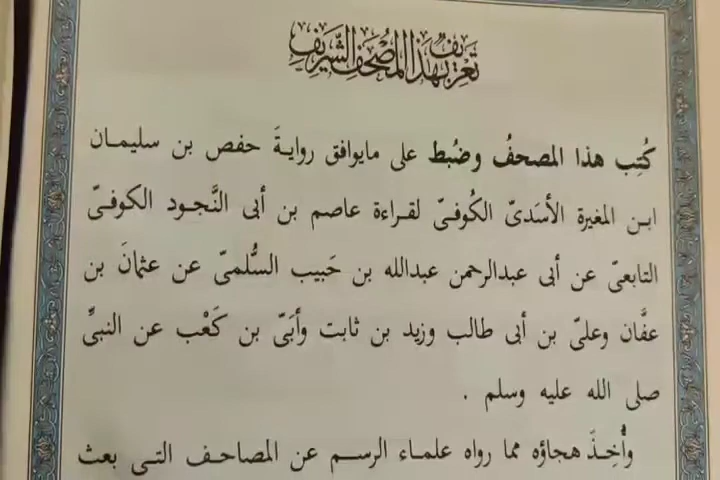 تعريف بهذا المصحف الشريف
كُتِب هذا المصحفُ وضُبط على مايوافق روايةَ حفص بن سليمان
ابن المغيرة الأسَدىّ الكُوفىّ لقراءة عاصم بن أبى النَّجود الكوفىّ
التابعىّ عن أبى عبدالرحمن عبدالله بن حَبيب السُّلمىّ عن عثمانَ بن
عفَّان وعلىّ بن أبى طالب وزيد بن ثابت وأُبَىّ بن كَعْب عن النبىِّ
صلى الله عليه وسلم .
وأُخِذَ هجاؤه مما رواه علماء الرسم عن المصاحف التى بعث